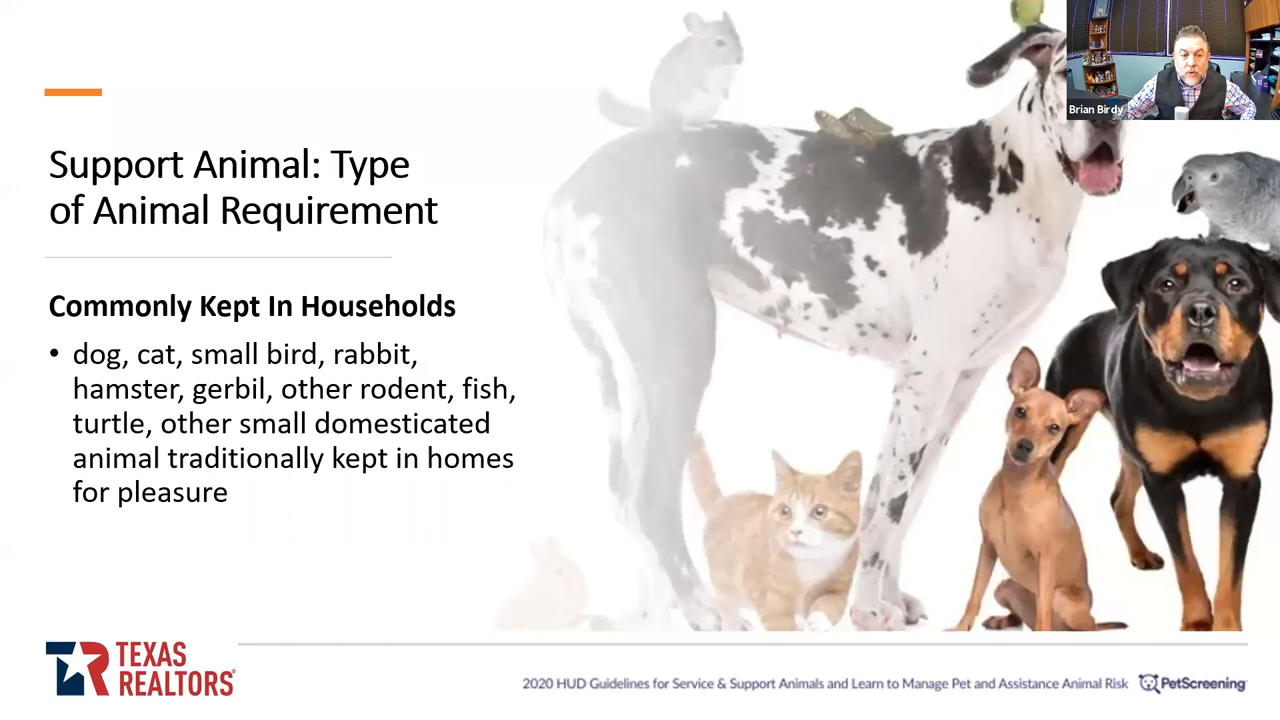 Brian Birdy
Support Animal: Type
of Animal Requirement
Commonly Kept In Households
• dog, cat, small bird, rabbit,
hamster, gerbil, other rodent, fish,
turtle, other small domesticated
animal traditionally kept in homes
for pleasure
TEXAS
REALTORS®
2020 HUD Guidelines for Service & Support Animals and Learn to Manage Pet and Assistance Animal Risk
PetScreening